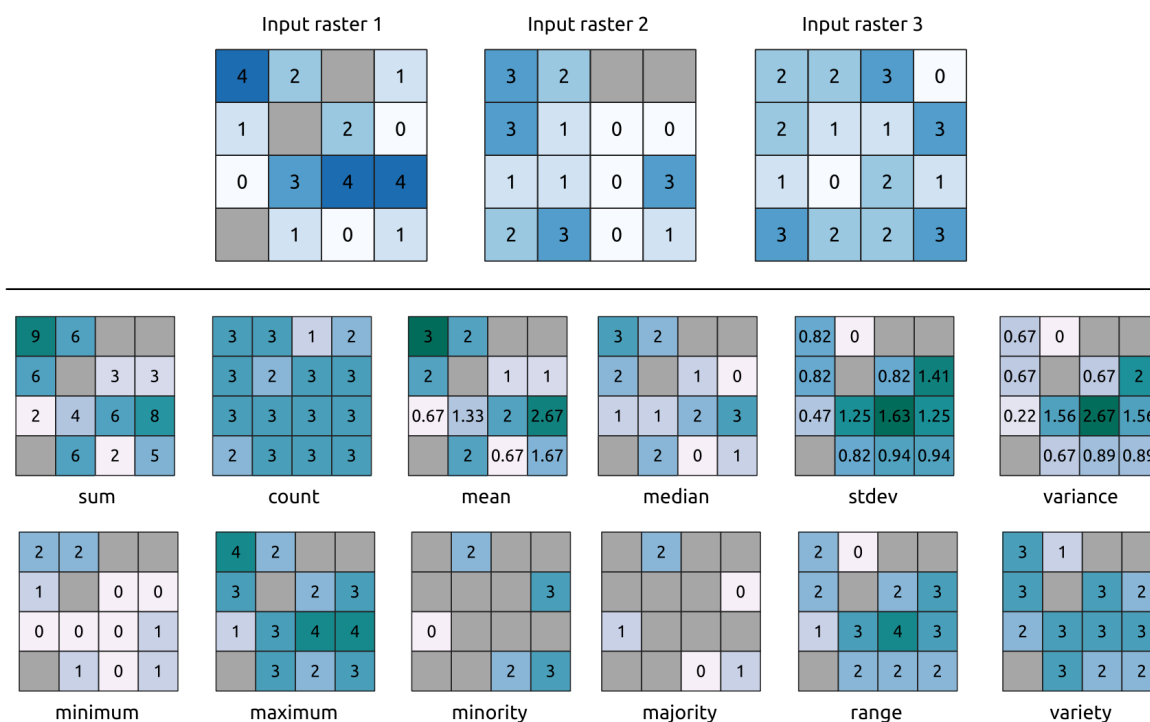 Input raster 1 Input raster 2 Input raster 3
4 2 1 3 2 2 2 3 0
1 2 0 3 1 0 0 2 1 1 3
0 3 4 4 1 1 0 3 1 0 2 1
1 0 1 2 3 0 1 3 2 2 3
9 6 3 3 1 2 3 2 3 2 0.82 0 0.67 0
6 3 3 3 2 3 3 2 1 1 2 1 0 0.82 0.82 1.41 0.67 0.67 2
2 4 6 8 3 3 3 3 0.67 1.33 2 2.67 1 1 2 3 0.47 1.25 1.63 1.25 0.22 1.56 2.67 1.56
6 2 5 2 3 3 3 2 0.67 1.67 2 0 1 0.82 0.94 0.94 0.67 0.89 0.89
sum count mean median stdev variance
2 2 4 2 2 2 2 0 3 1
1 0 0 3 2 3 3 0 2 2 3 3 3 2
0 0 0 1 1 3 4 4 0 1 1 3 4 3 2 3 3 3
1 0 1 3 2 3 2 3 0 1 2 2 2 3 2 2
minimum maximum minority majority range variety